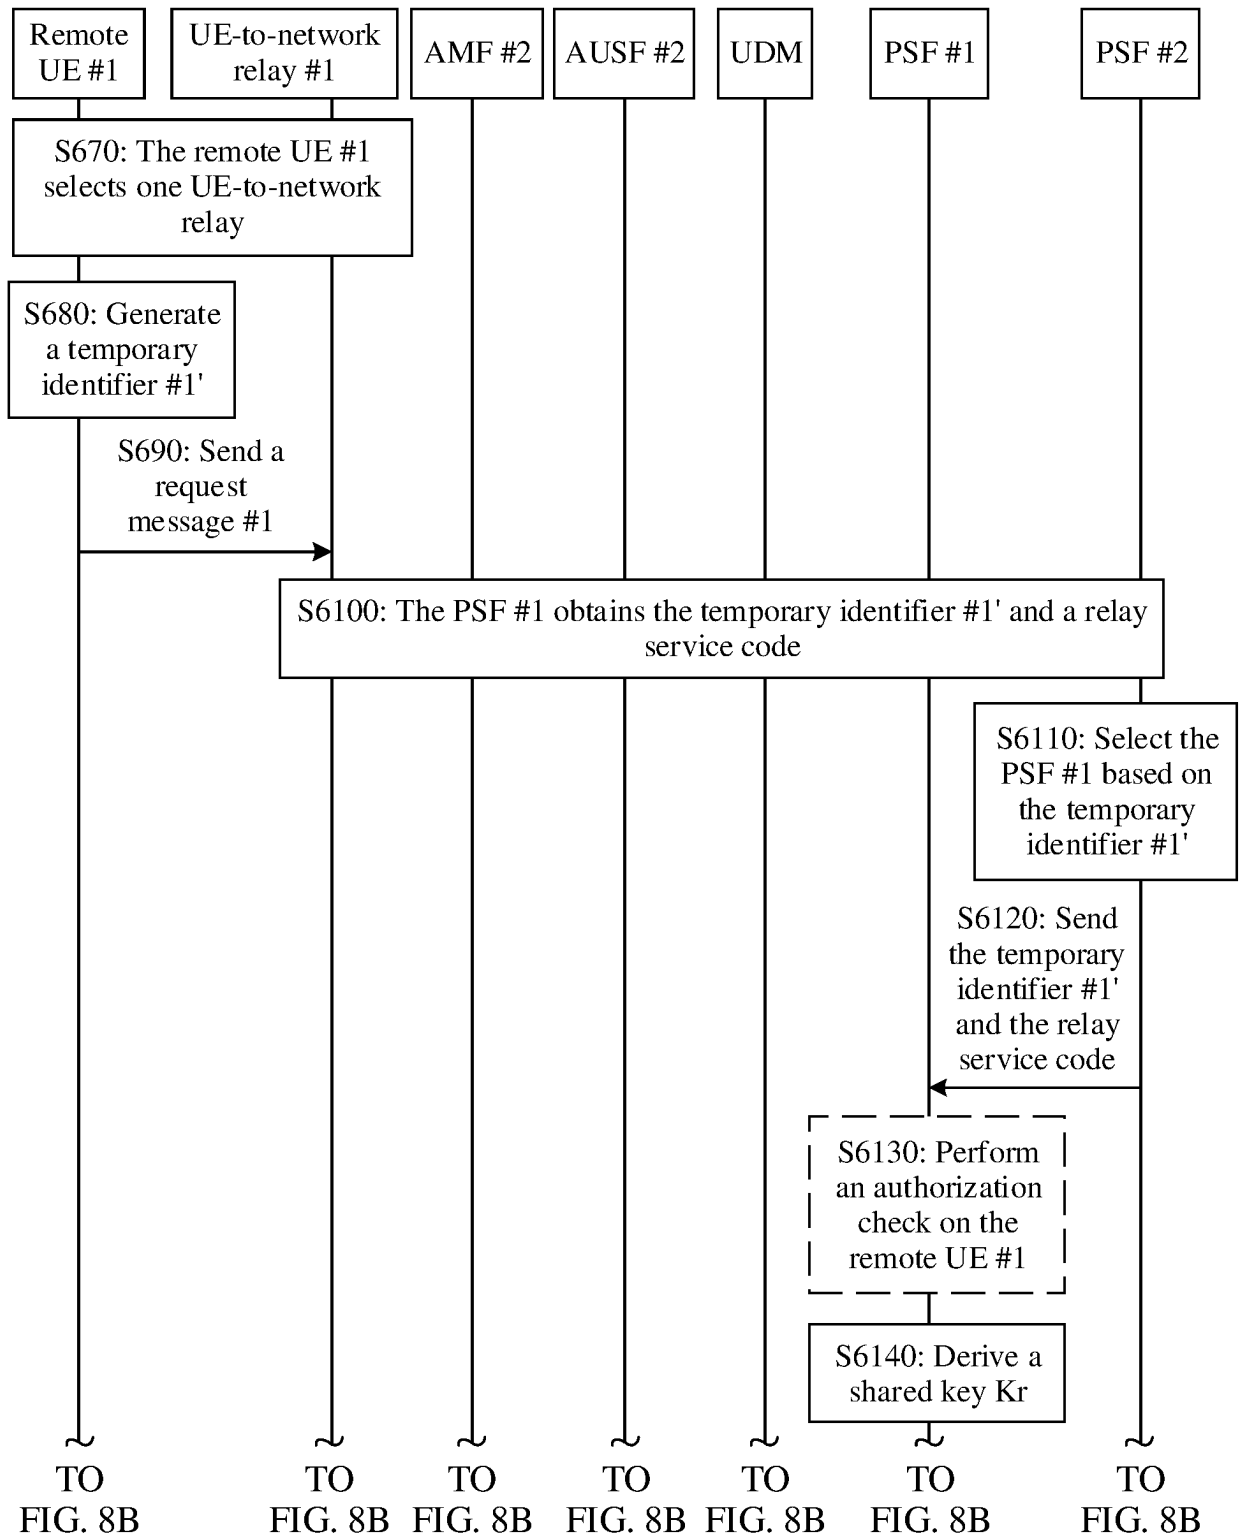 Remote
UE #1
UE-to-network
relay #1
AMF #2
AUSF #2
UDM
PSF #1
PSF #2
S670: The remote UE #1
selects one UE-to-network
relay
S680: Generate
a temporary
identifier #1'
S690: Send a
request
message #1
S6100: The PSF #1 obtains the temporary identifier #1' and a relay
service code
S6110: Select the
PSF #1 based on
the temporary
identifier #1'
S6120: Send
the temporary
identifier #1'
and the relay
service code
S6130: Perform
an authorization
check on the
remote UE #1
S6140: Derive a
shared key Kr
TO
FIG. 8B
TO
FIG. 8B
TO
FIG. 8B
TO
FIG. 8B
TO
FIG. 8B
TO
FIG. 8B
TO
FIG. 8B